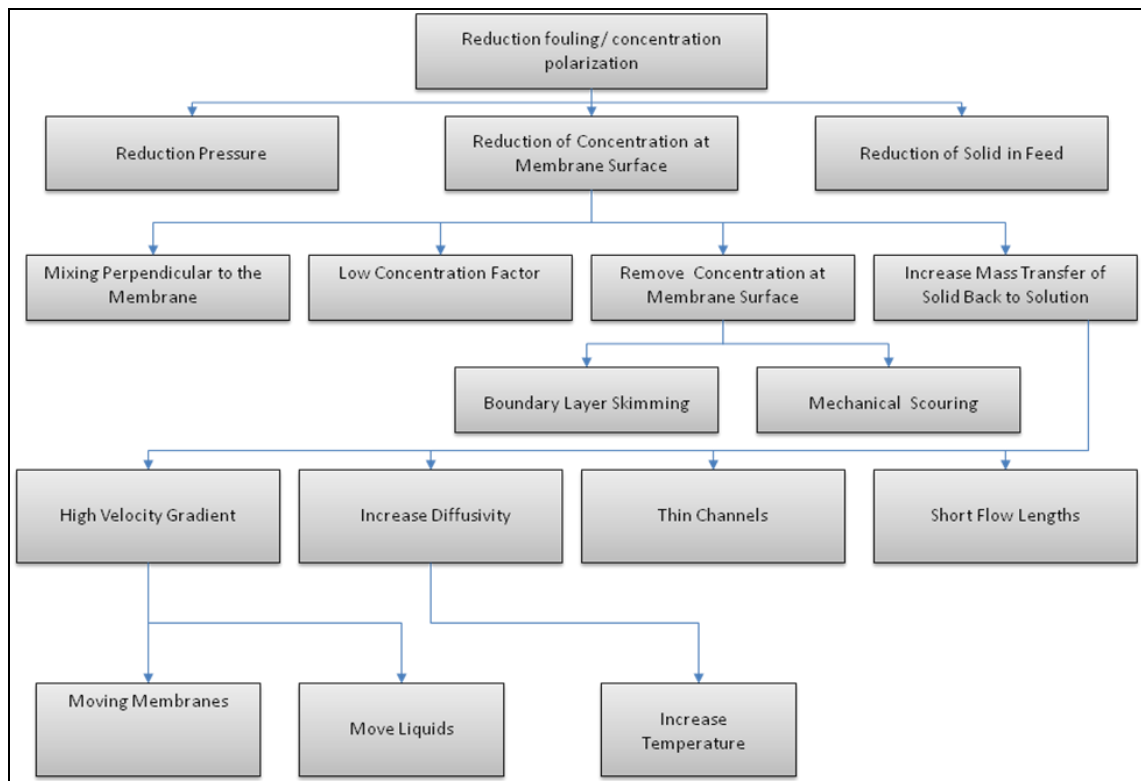 Reduction fouling/ concentration
polarization
Reduction Pressure
Reduction of Concentration at
Membrane Surface
Reduction of Solid in Feed
Mixing Perpendicular to the
Membrane
Low Concentration Factor
Remove Concentration at
Membrane Surface
Increase Mass Transfer of
Solid Back to Solution
Boundary Layer Skimming
Mechanical Scouring
High Velocity Gradient
Increase Diffusivity
Thin Channels
Short Flow Lengths
Moving Membranes
Move Liquids
Increase
Temperature